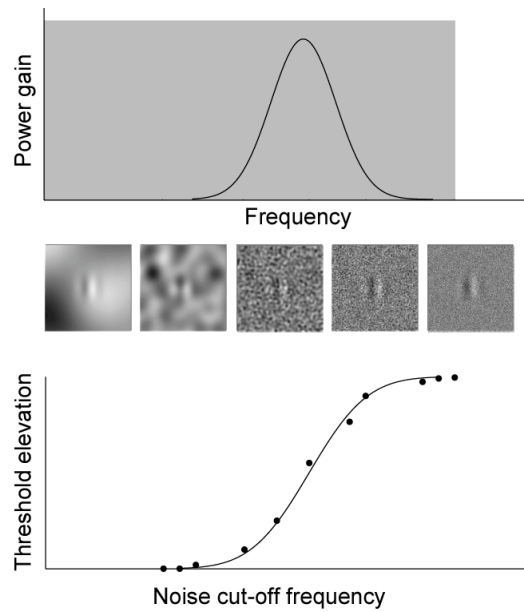 Power gain
Frequency
Threshold elevation
Noise cut-off frequency